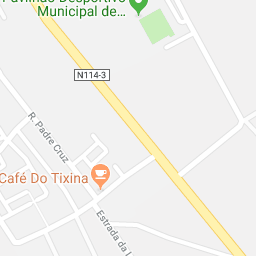 Pavilhão Desportivo
Municipal de...
N114-3
R. Padre Cruz
Café Do Tixina
Estrada da